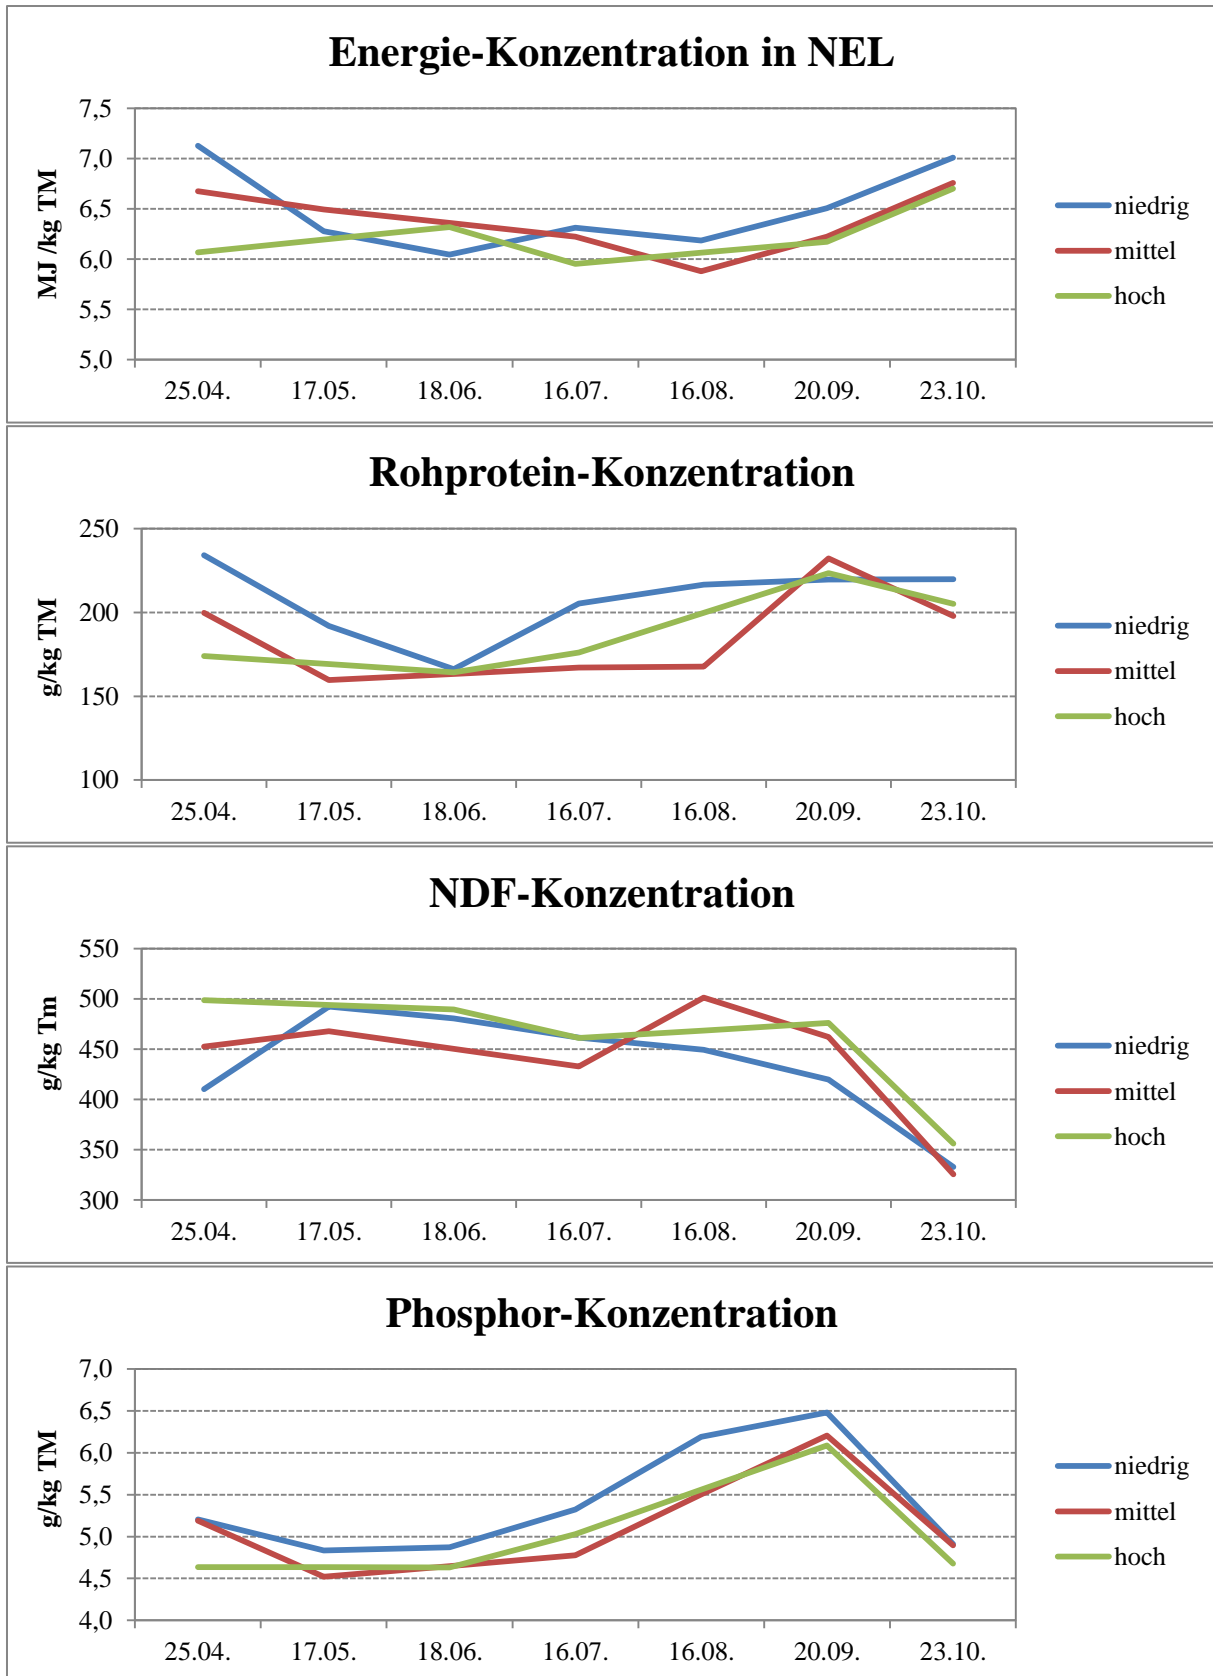 Energie-Konzentration in NEL
MJ /kg TM
7,5
7,0
6,5
6,0
5,5
5,0
25.04. 17.05. 18.06. 16.07. 16.08. 20.09. 23.10.
niedrig
mittel
hoch
Rohprotein-Konzentration
g/kg TM
250
200
150
100
25.04. 17.05. 18.06. 16.07. 16.08. 20.09. 23.10.
niedrig
mittel
hoch
NDF-Konzentration
g/kg Tm
550
500
450
400
350
300
25.04. 17.05. 18.06. 16.07. 16.08. 20.09. 23.10.
niedrig
mittel
hoch
Phosphor-Konzentration
g/kg TM
7,0
6,5
6,0
5,5
5,0
4,5
4,0
25.04. 17.05. 18.06. 16.07. 16.08. 20.09. 23.10.
niedrig
mittel
hoch